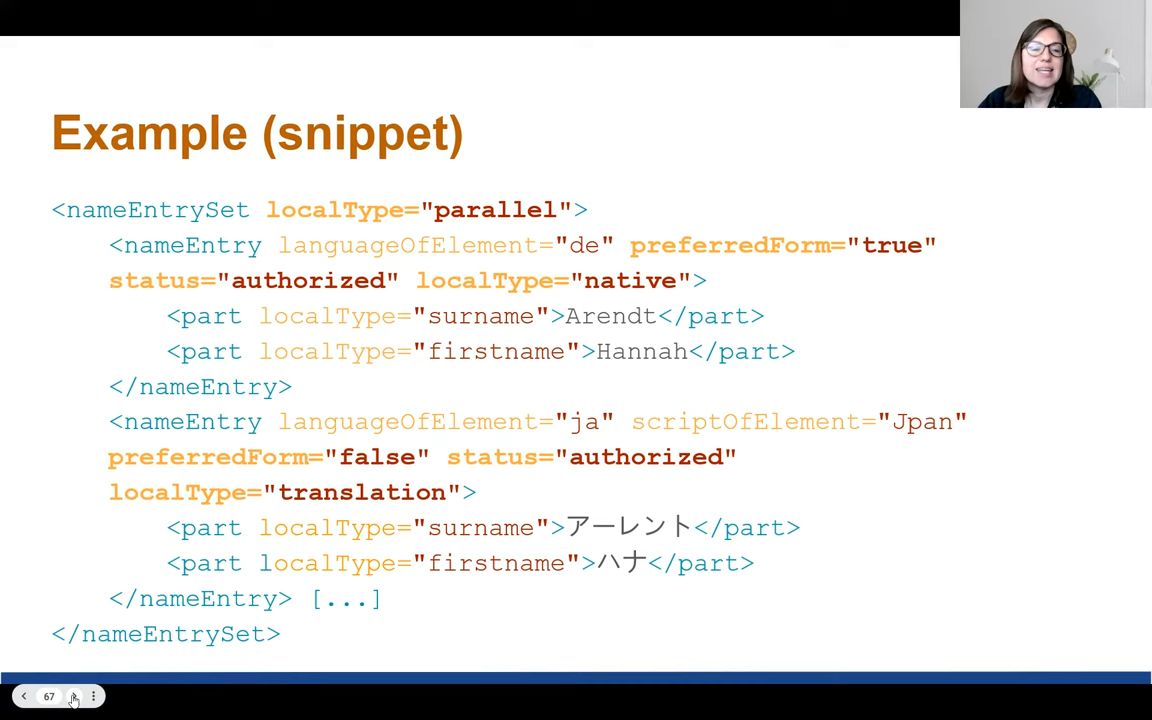 Example (snippet)
<nameEntrySet localType="parallel">
<nameEntry languageOfElement="de" preferredForm="true"
status="authorized" localType="native">
<part localType="surname">Arendt</part>
<part localType="firstname">Hannah</part>
</nameEntry>
<nameEntry languageOfElement="ja" scriptOfElement="Jpan"
preferredForm="false" status="authorized"
localType="translation">
<part localType="surname">アーレント</part>
<part localType="firstname">ハナ</part>
</nameEntry> [...]
</nameEntrySet>
67